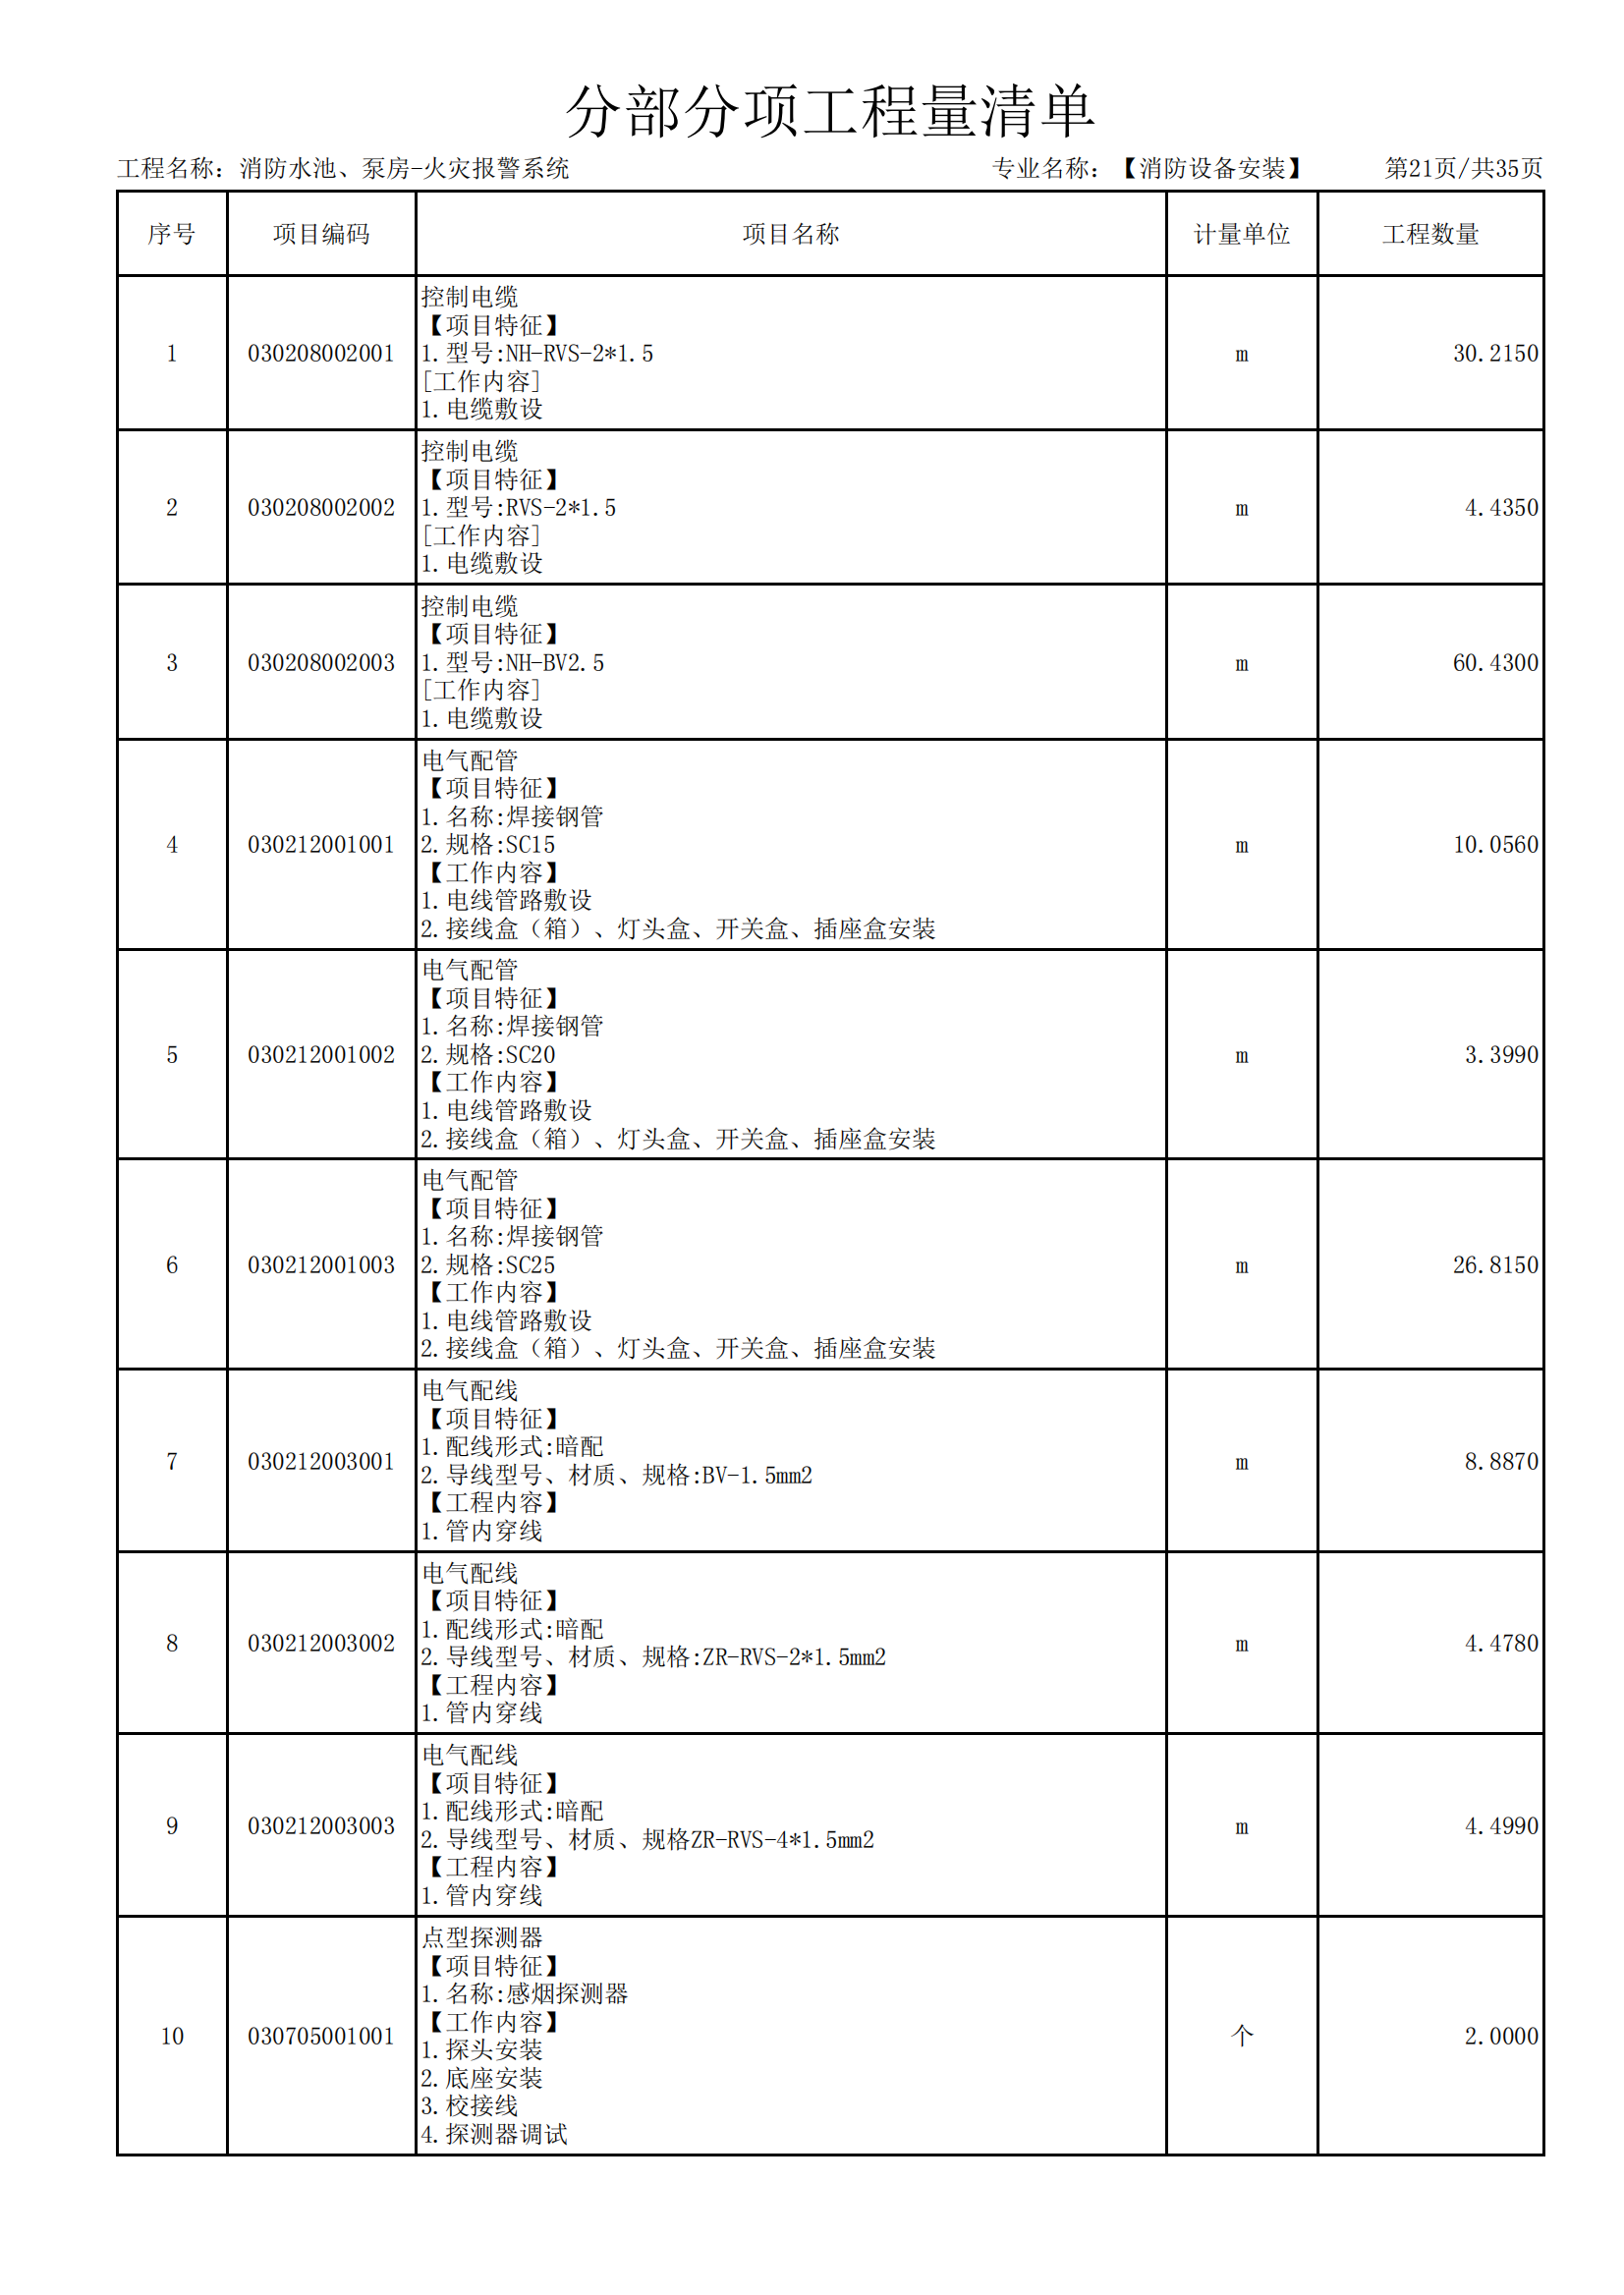 分部分项工程量清单
工程名称：消防水池、泵房-火灾报警系统 专业名称：【消防设备安装】 第21页/共35页
序号 项目编码 项目名称 计量单位 工程数量
控制电缆
【项目特征】
1 030208002001 1.型号:NH-RVS-2*1.5 m 30.2150
[工作内容]
1.电缆敷设
控制电缆
【项目特征】
2 030208002002 1.型号:RVS-2*1.5 m 4.4350
[工作内容]
1.电缆敷设
控制电缆
【项目特征】
3 030208002003 1.型号:NH-BV2.5 m 60.4300
[工作内容]
1.电缆敷设
电气配管
【项目特征】
1.名称:焊接钢管
4 030212001001 2.规格:SC15 m 10.0560
【工作内容】
1.电线管路敷设
2.接线盒（箱）、灯头盒、开关盒、插座盒安装
电气配管
【项目特征】
1.名称:焊接钢管
5 030212001002 2.规格:SC20 m 3.3990
【工作内容】
1.电线管路敷设
2.接线盒（箱）、灯头盒、开关盒、插座盒安装
电气配管
【项目特征】
1.名称:焊接钢管
6 030212001003 2.规格:SC25 m 26.8150
【工作内容】
1.电线管路敷设
2.接线盒（箱）、灯头盒、开关盒、插座盒安装
电气配线
【项目特征】
1.配线形式:暗配
7 030212003001 2.导线型号、材质、规格:BV-1.5mm2 m 8.8870
【工程内容】
1.管内穿线
电气配线
【项目特征】
1.配线形式:暗配
8 030212003002 2.导线型号、材质、规格:ZR-RVS-2*1.5mm2 m 4.4780
【工程内容】
1.管内穿线
电气配线
【项目特征】
1.配线形式:暗配
9 030212003003 2.导线型号、材质、规格ZR-RVS-4*1.5mm2 m 4.4990
【工程内容】
1.管内穿线
点型探测器
【项目特征】
1.名称:感烟探测器
【工作内容】
10 030705001001 1.探头安装 个 2.0000
2.底座安装
3.校接线
4.探测器调试